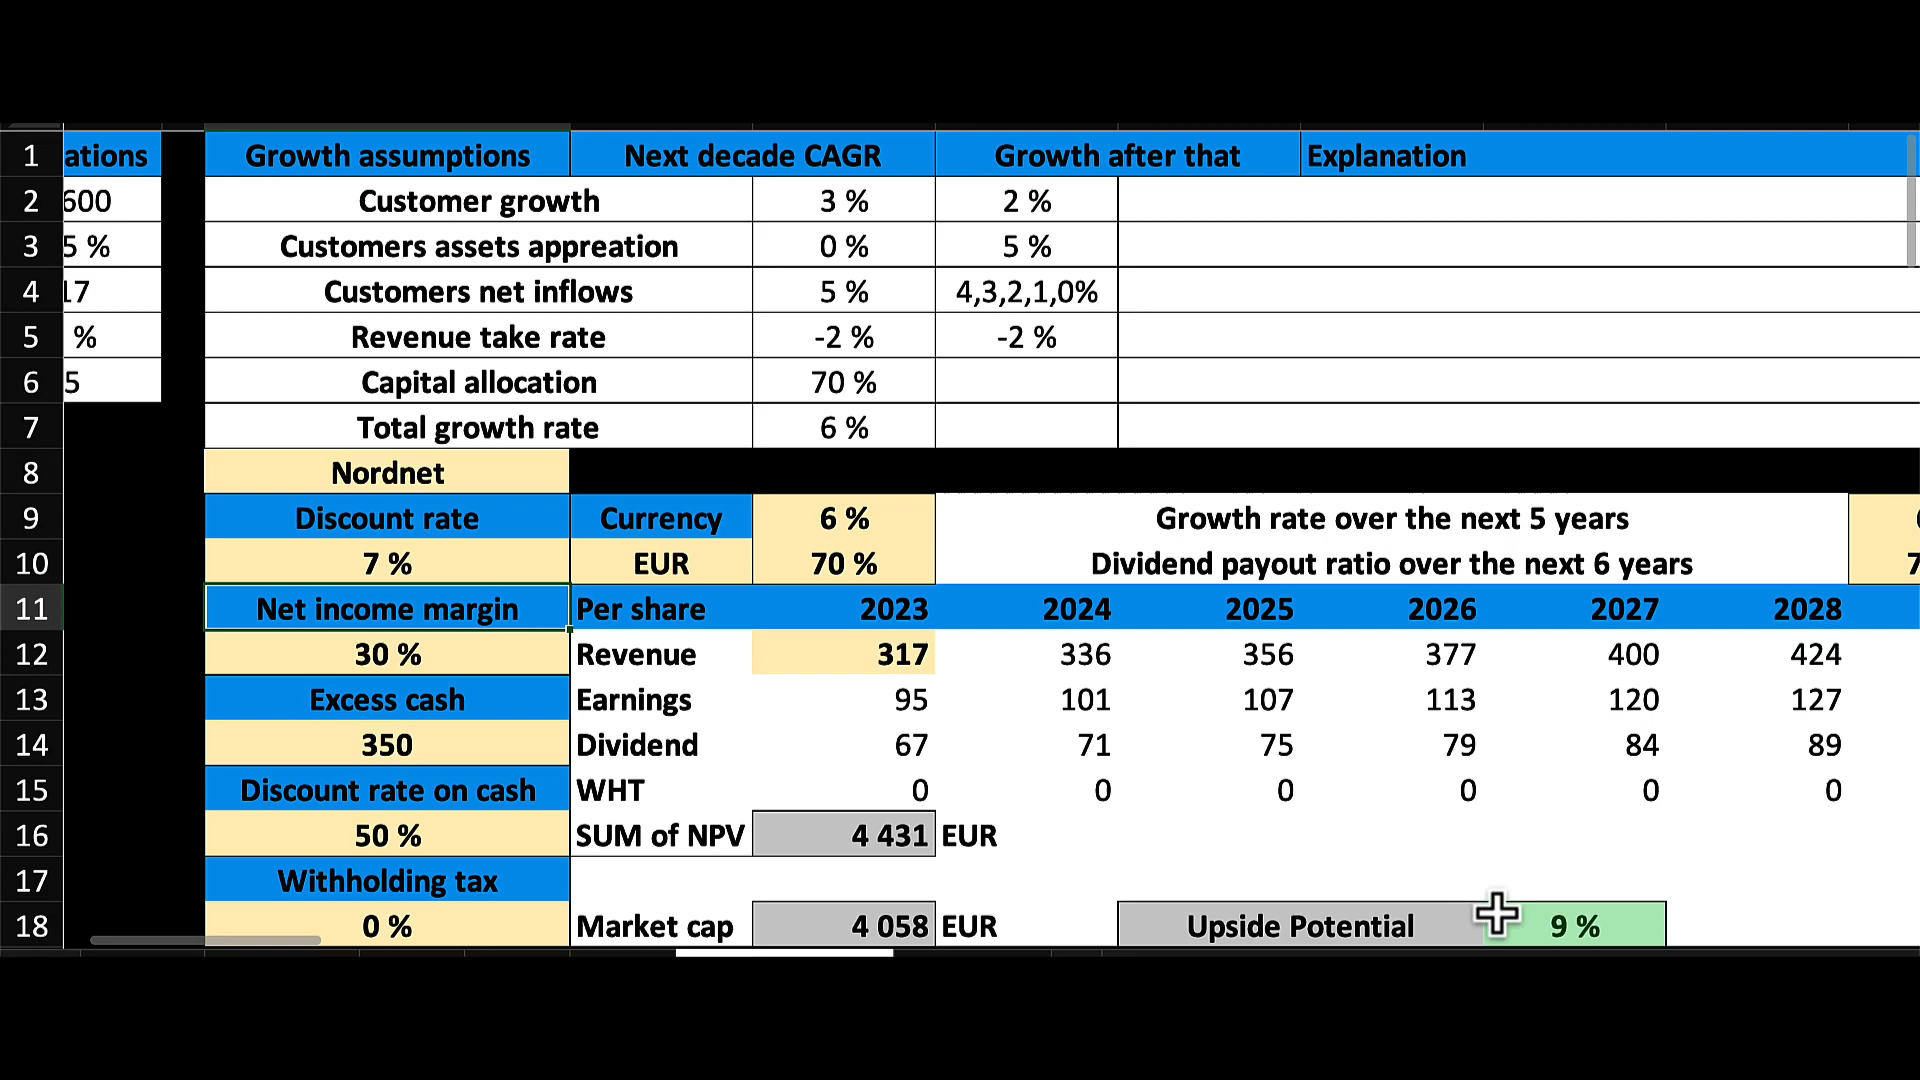 1 ations Growth assumptions Next decade CAGR Growth after that Explanation
2 600 Customer growth 3 % 2 %
3 5 % Customers assets appreation 0 % 5 %
4 17 Customers net inflows 5 % 4,3,2,1,0%
5 % Revenue take rate -2 % -2 %
6 5 Capital allocation 70 %
7 Total growth rate 6 %
8 Nordnet
9 Discount rate Currency 6 % Growth rate over the next 5 years
10 7 % EUR 70 % Dividend payout ratio over the next 6 years 7
11 Net income margin Per share 2023 2024 2025 2026 2027 2028
12 30 % Revenue 317 336 356 377 400 424
13 Excess cash Earnings 95 101 107 113 120 127
14 350 Dividend 67 71 75 79 84 89
15 Discount rate on cash WHT 0 0 0 0 0 0
16 50 % SUM of NPV 4 431 EUR
17 Withholding tax
18 0 % Market cap 4 058 EUR Upside Potential 9 %